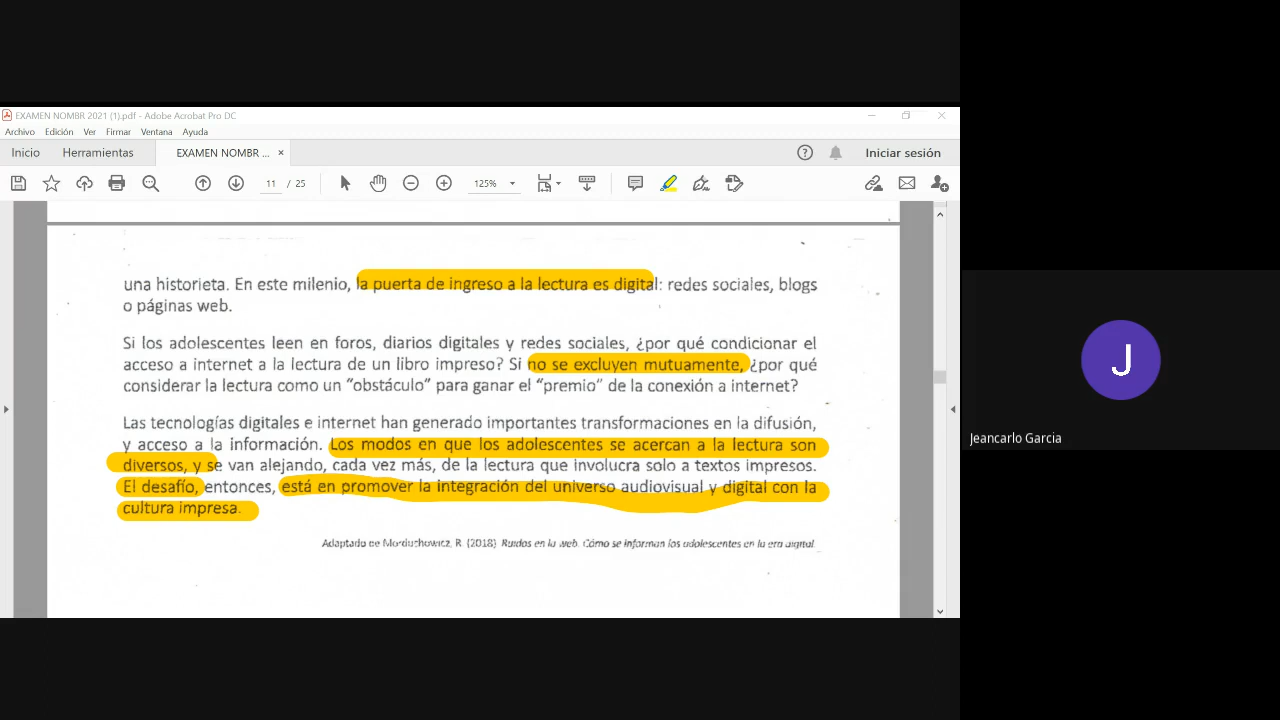 EXAMEN NOMBR 2021 (1).pdf - Adobe Acrobat Pro DC
Archivo Edición Ver Firmar Ventana Ayuda
Inicio Herramientas EXAMEN NOMBR ... × Iniciar sesión
11 / 25 125%
una historieta. En este milenio, la puerta de ingreso a la lectura es digital: redes sociales, blogs
o páginas web.
Si los adolescentes leen en foros, diarios digitales y redes sociales, ¿por qué condicionar el
acceso a internet a la lectura de un libro impreso? Si no se excluyen mutuamente, ¿por qué
considerar la lectura como un “obstáculo” para ganar el “premio” de la conexión a internet?
Las tecnologías digitales e internet han generado importantes transformaciones en la difusión,
y acceso a la información. Los modos en que los adolescentes se acercan a la lectura son
diversos, y se van alejando, cada vez más, de la lectura que involucra solo a textos impresos.
El desafío, entonces, está en promover la integración del universo audiovisual y digital con la
cultura impresa.
Adaptado de Morduchowicz, R. (2018). Ruidos en la web. Cómo se informan los adolescentes en la era digital.
J
Jeancarlo Garcia